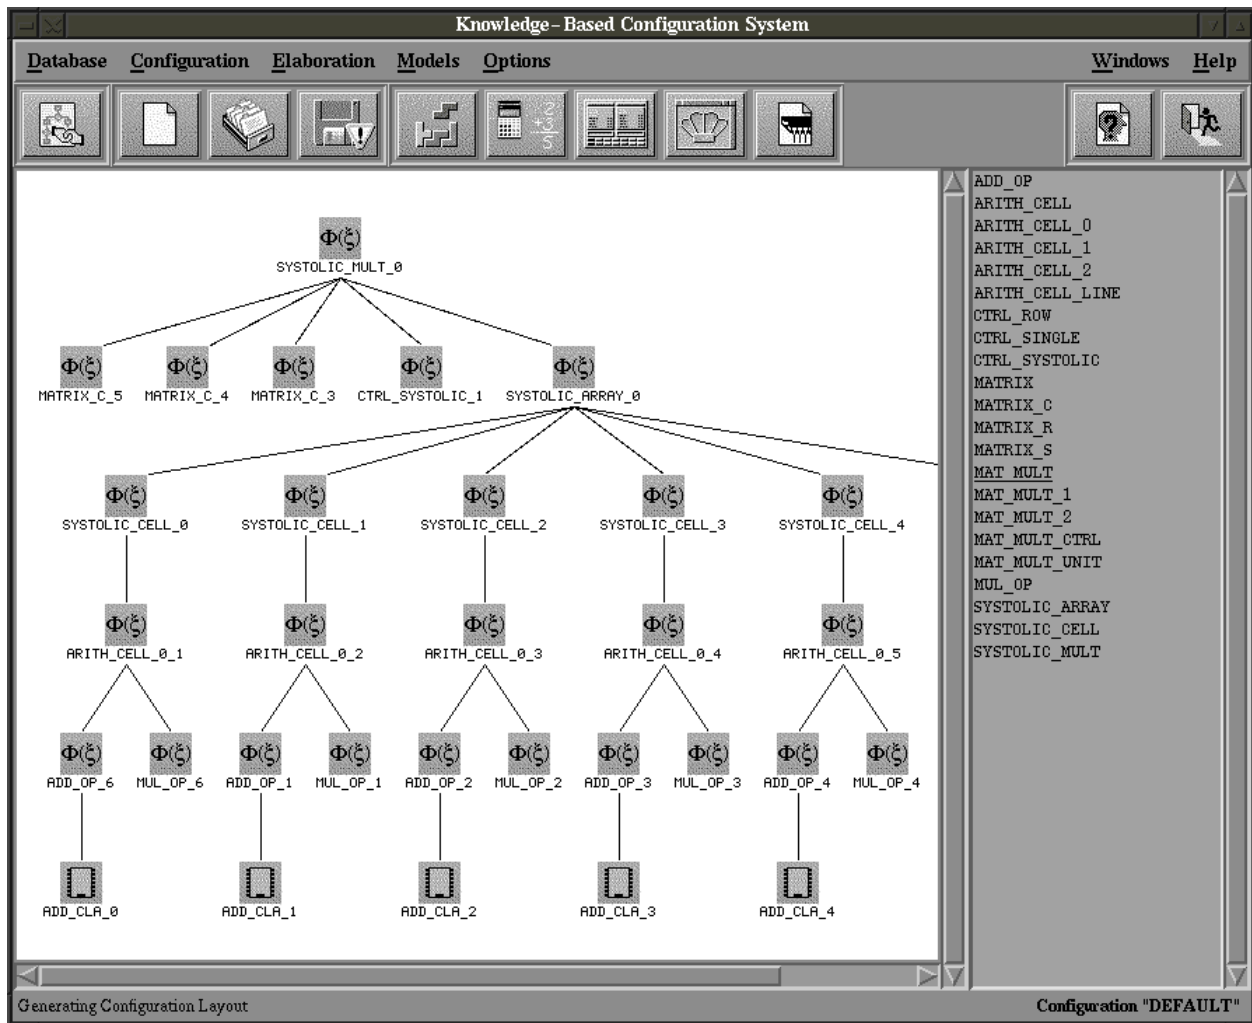 Knowledge-Based Configuration System
Database Configuration Elaboration Models Options Windows Help
Φ(ξ)
SYSTOLIC_MULT_0
Φ(ξ) Φ(ξ) Φ(ξ) Φ(ξ) Φ(ξ)
MATRIX_C_5 MATRIX_C_4 MATRIX_C_3 CTRL_SYSTOLIC_1 SYSTOLIC_ARRAY_0
Φ(ξ) Φ(ξ) Φ(ξ) Φ(ξ) Φ(ξ)
SYSTOLIC_CELL_0 SYSTOLIC_CELL_1 SYSTOLIC_CELL_2 SYSTOLIC_CELL_3 SYSTOLIC_CELL_4
Φ(ξ) Φ(ξ) Φ(ξ) Φ(ξ) Φ(ξ)
ARITH_CELL_0_1 ARITH_CELL_0_2 ARITH_CELL_0_3 ARITH_CELL_0_4 ARITH_CELL_0_5
Φ(ξ) Φ(ξ) Φ(ξ) Φ(ξ) Φ(ξ) Φ(ξ) Φ(ξ) Φ(ξ) Φ(ξ) Φ(ξ)
ADD_OP_6 MUL_OP_6 ADD_OP_1 MUL_OP_1 ADD_OP_2 MUL_OP_2 ADD_OP_3 MUL_OP_3 ADD_OP_4 MUL_OP_4
ADD_CLA_0 ADD_CLA_1 ADD_CLA_2 ADD_CLA_3 ADD_CLA_4
ADD_OP
ARITH_CELL
ARITH_CELL_0
ARITH_CELL_1
ARITH_CELL_2
ARITH_CELL_LINE
CTRL_ROW
CTRL_SINGLE
CTRL_SYSTOLIC
MATRIX
MATRIX_C
MATRIX_R
MATRIX_S
MAT_MULT
MAT_MULT_1
MAT_MULT_2
MAT_MULT_CTRL
MAT_MULT_UNIT
MUL_OP
SYSTOLIC_ARRAY
SYSTOLIC_CELL
SYSTOLIC_MULT
Generating Configuration Layout
Configuration "DEFAULT"